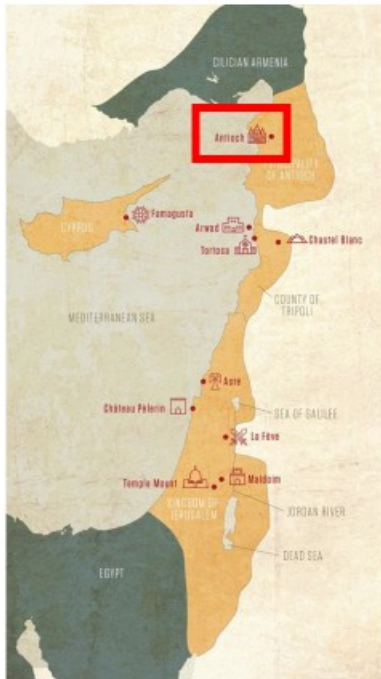 CILICIAN ARMENIA
Antioch
PRINCIPALITY
OF ANTIOCH
Famagusta
CYPRUS
Arwad
Tortosa
Chastel Blanc
COUNTY OF
TRIPOLI
MEDITERRANEAN SEA
Acre
Château Pèlerin
SEA OF GALILEE
La Fève
Temple Mount
Maldoim
KINGDOM OF
JERUSALEM
JORDAN RIVER
DEAD SEA
EGYPT